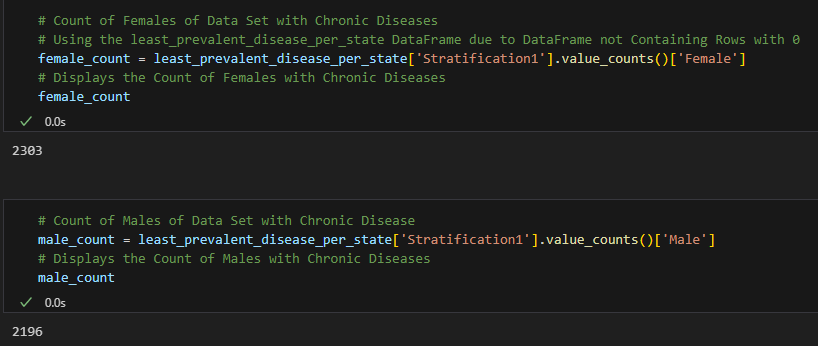 # Count of Females of Data Set with Chronic Diseases
# Using the least_prevalent_disease_per_state DataFrame due to DataFrame not Containing Rows with 0
female_count = least_prevalent_disease_per_state['Stratification1'].value_counts()['Female']
# Displays the Count of Females with Chronic Diseases
female_count
0.0s
2303
# Count of Males of Data Set with Chronic Disease
male_count = least_prevalent_disease_per_state['Stratification1'].value_counts()['Male']
# Displays the Count of Males with Chronic Diseases
male_count
0.0s
2196